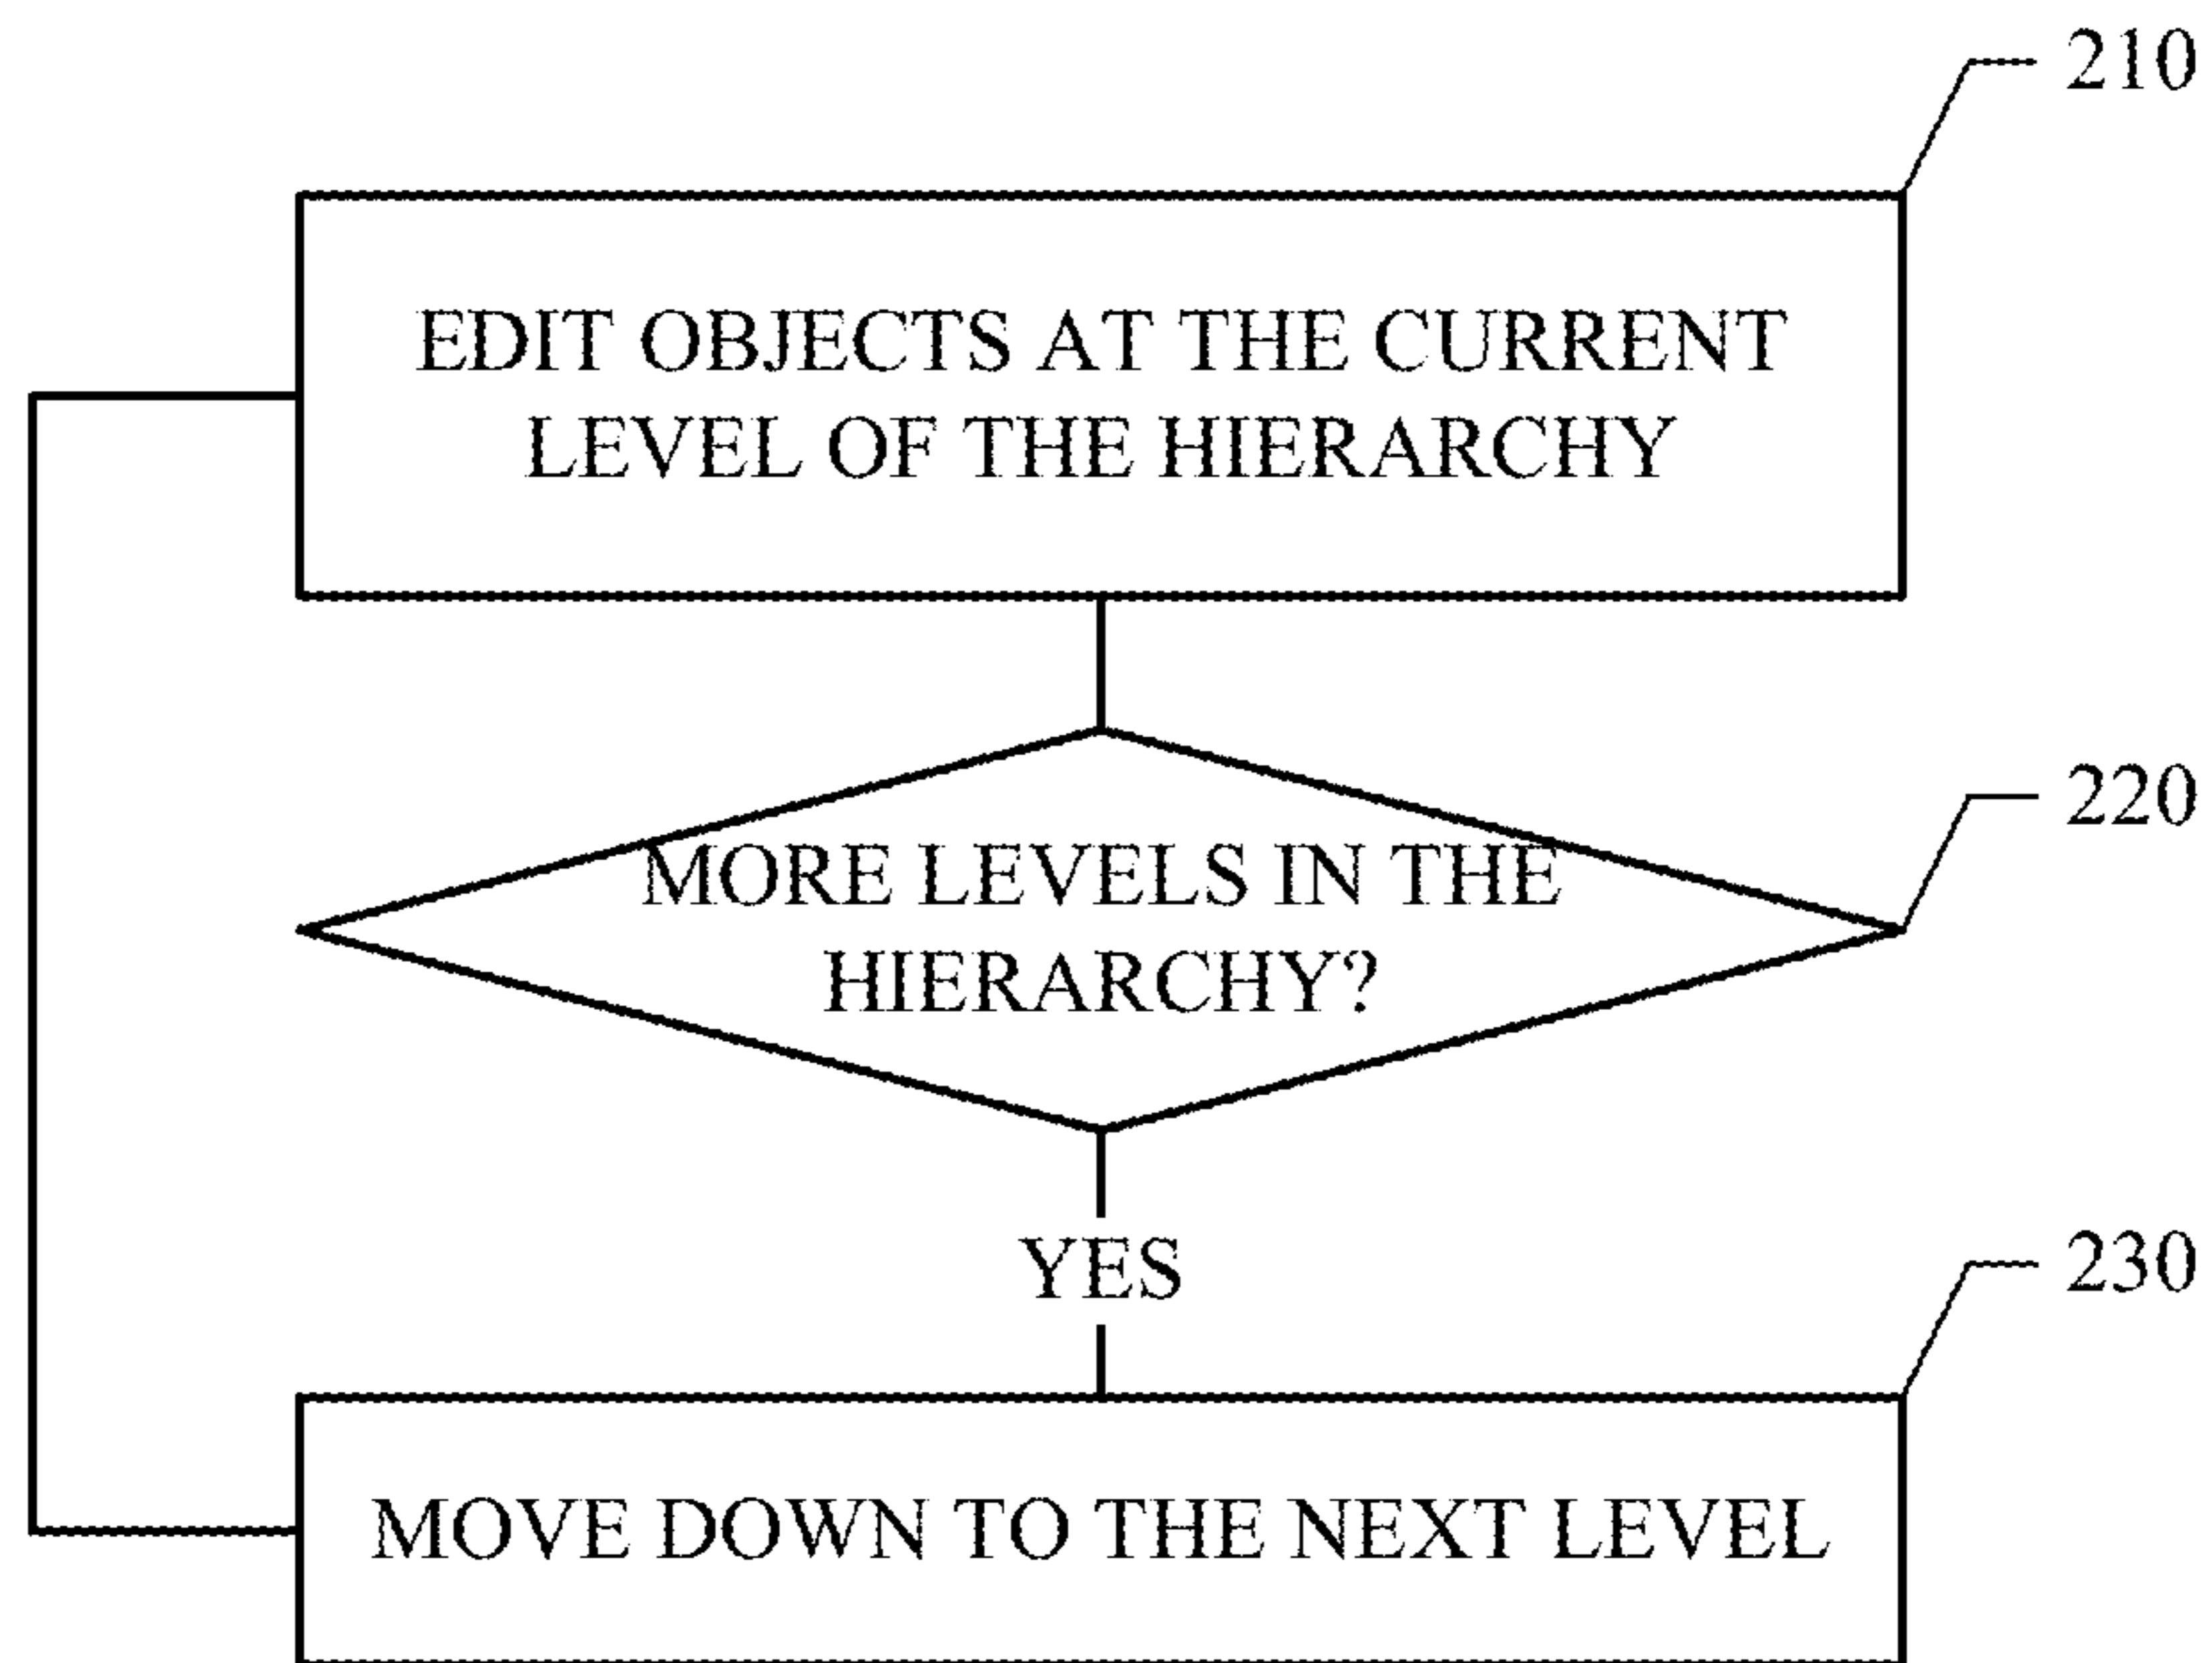 210
EDIT OBJECTS AT THE CURRENT
LEVEL OF THE HIERARCHY
220
MORE LEVELS IN THE
HIERARCHY?
YES
230
MOVE DOWN TO THE NEXT LEVEL